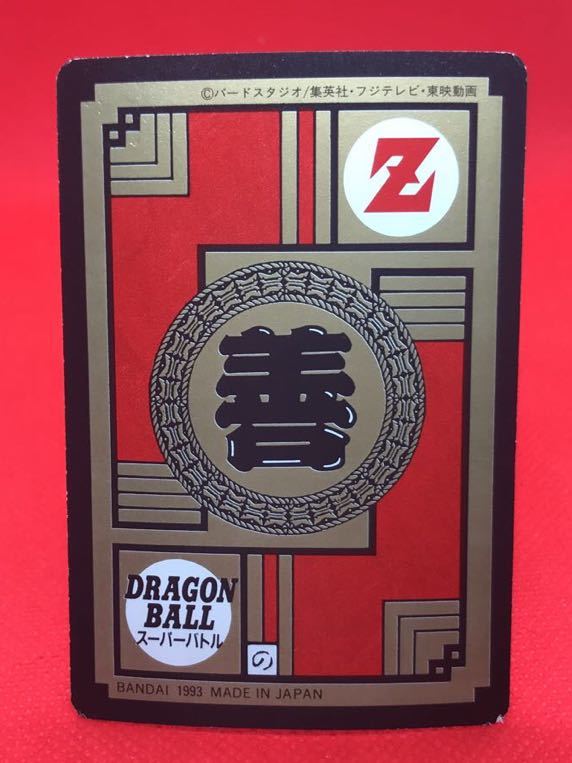 ©バードスタジオ/集英社・フジテレビ・東映動画
Z
善
DRAGON
BALL
スーパーバトル
の
BANDAI 1993 MADE IN JAPAN